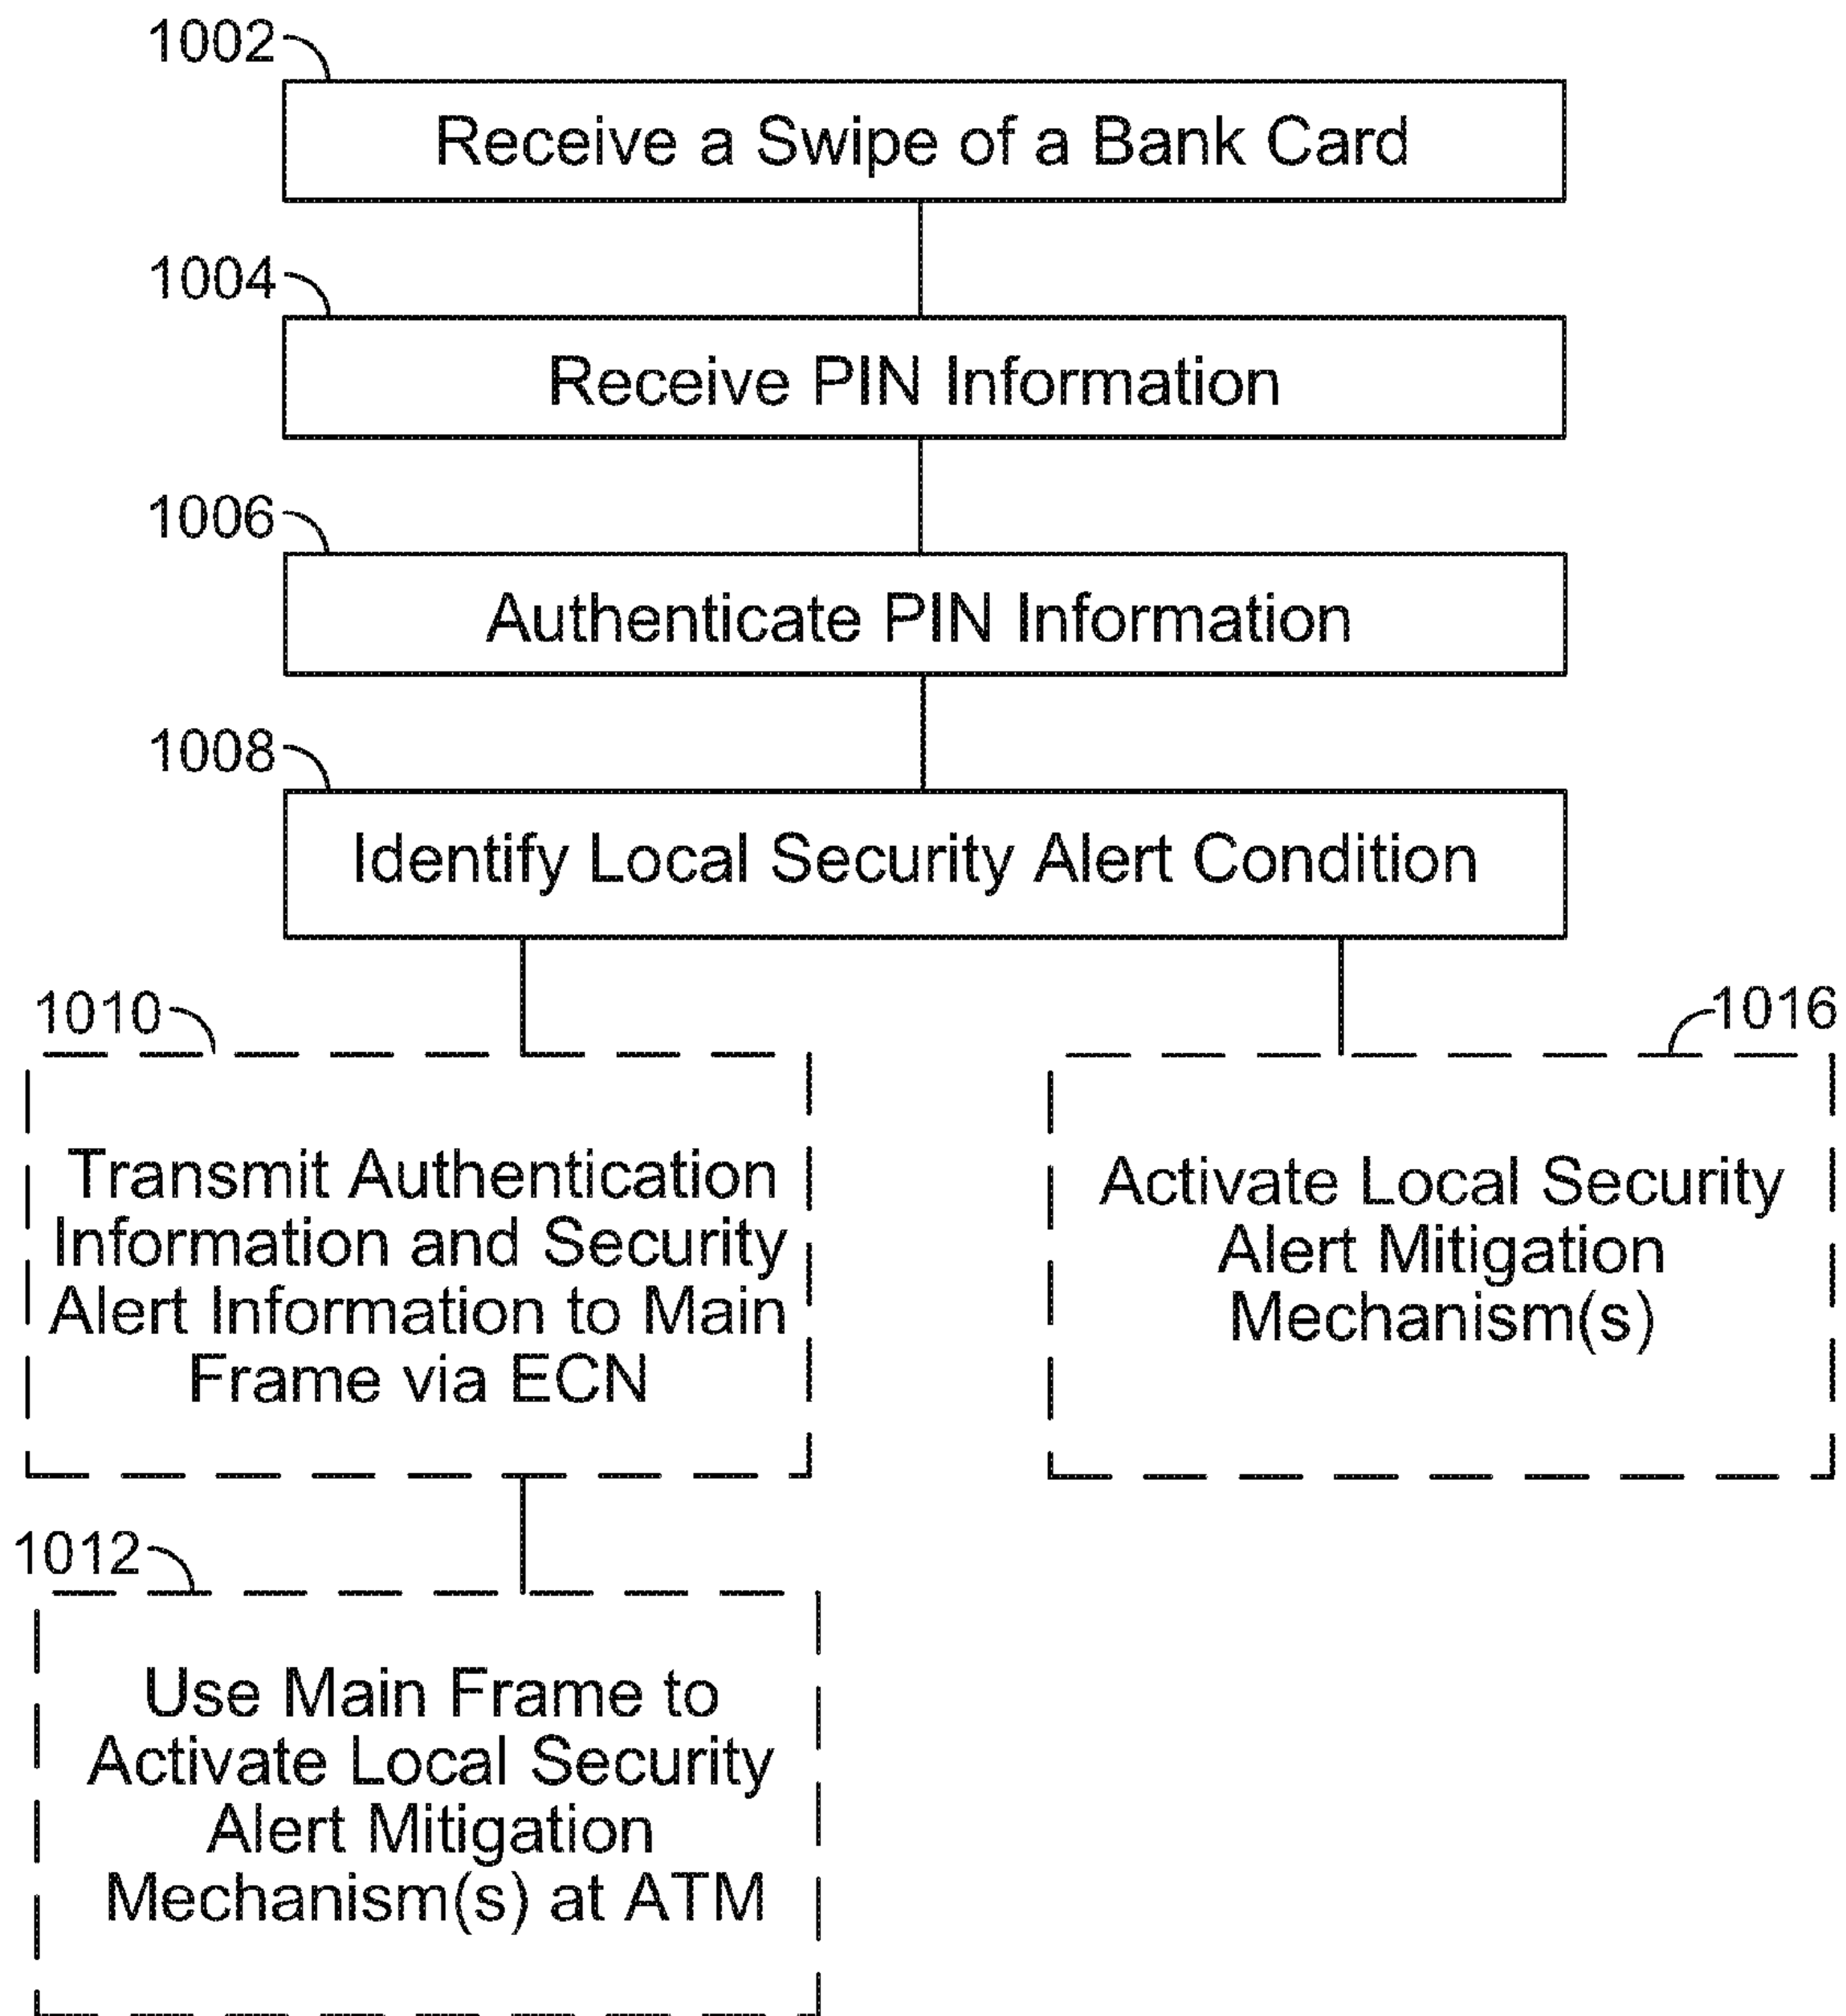 1002
Receive a Swipe of a Bank Card
1004
Receive PIN Information
1006
Authenticate PIN Information
1008
Identify Local Security Alert Condition
1010
Transmit Authentication
Information and Security
Alert Information to Main
Frame via ECN
1016
Activate Local Security
Alert Mitigation
Mechanism(s)
1012
Use Main Frame to
Activate Local Security
Alert Mitigation
Mechanism(s) at ATM